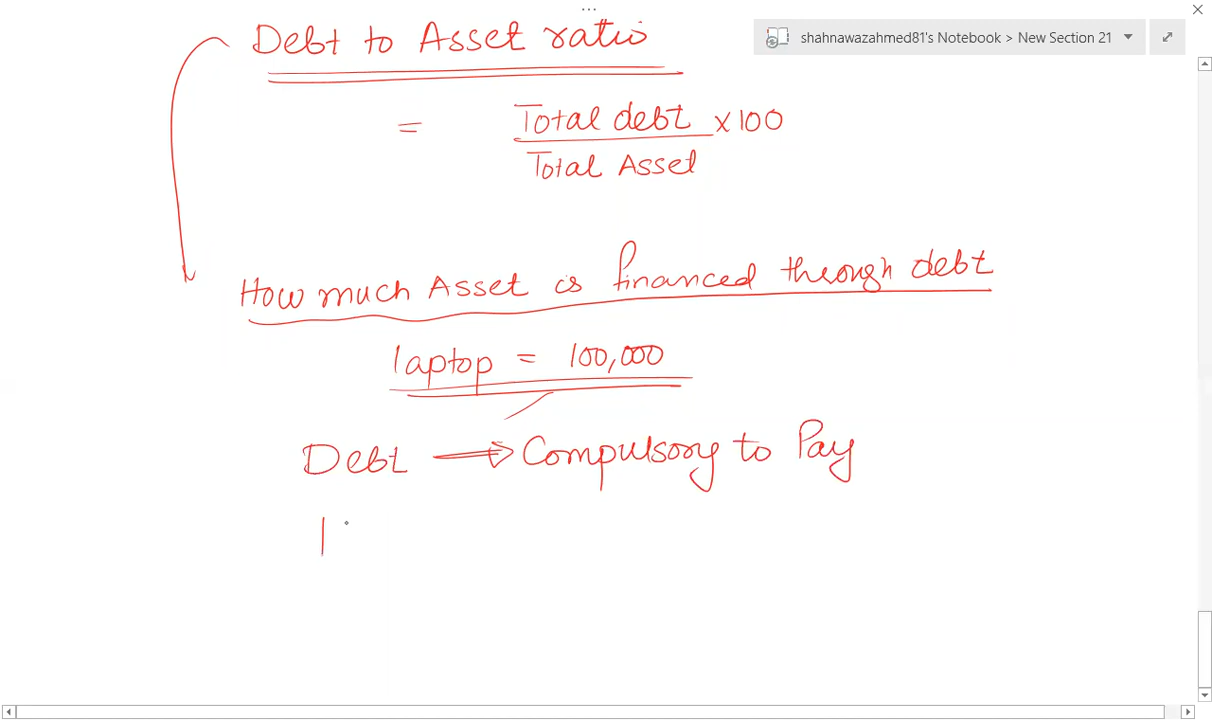 shahnawazahmed81's Notebook > New Section 21
Debt to Asset ratio
= Total debt x 100
Total Asset
How much Asset is financed through debt
laptop = 100,000
Debt ⇒ Compulsory to Pay